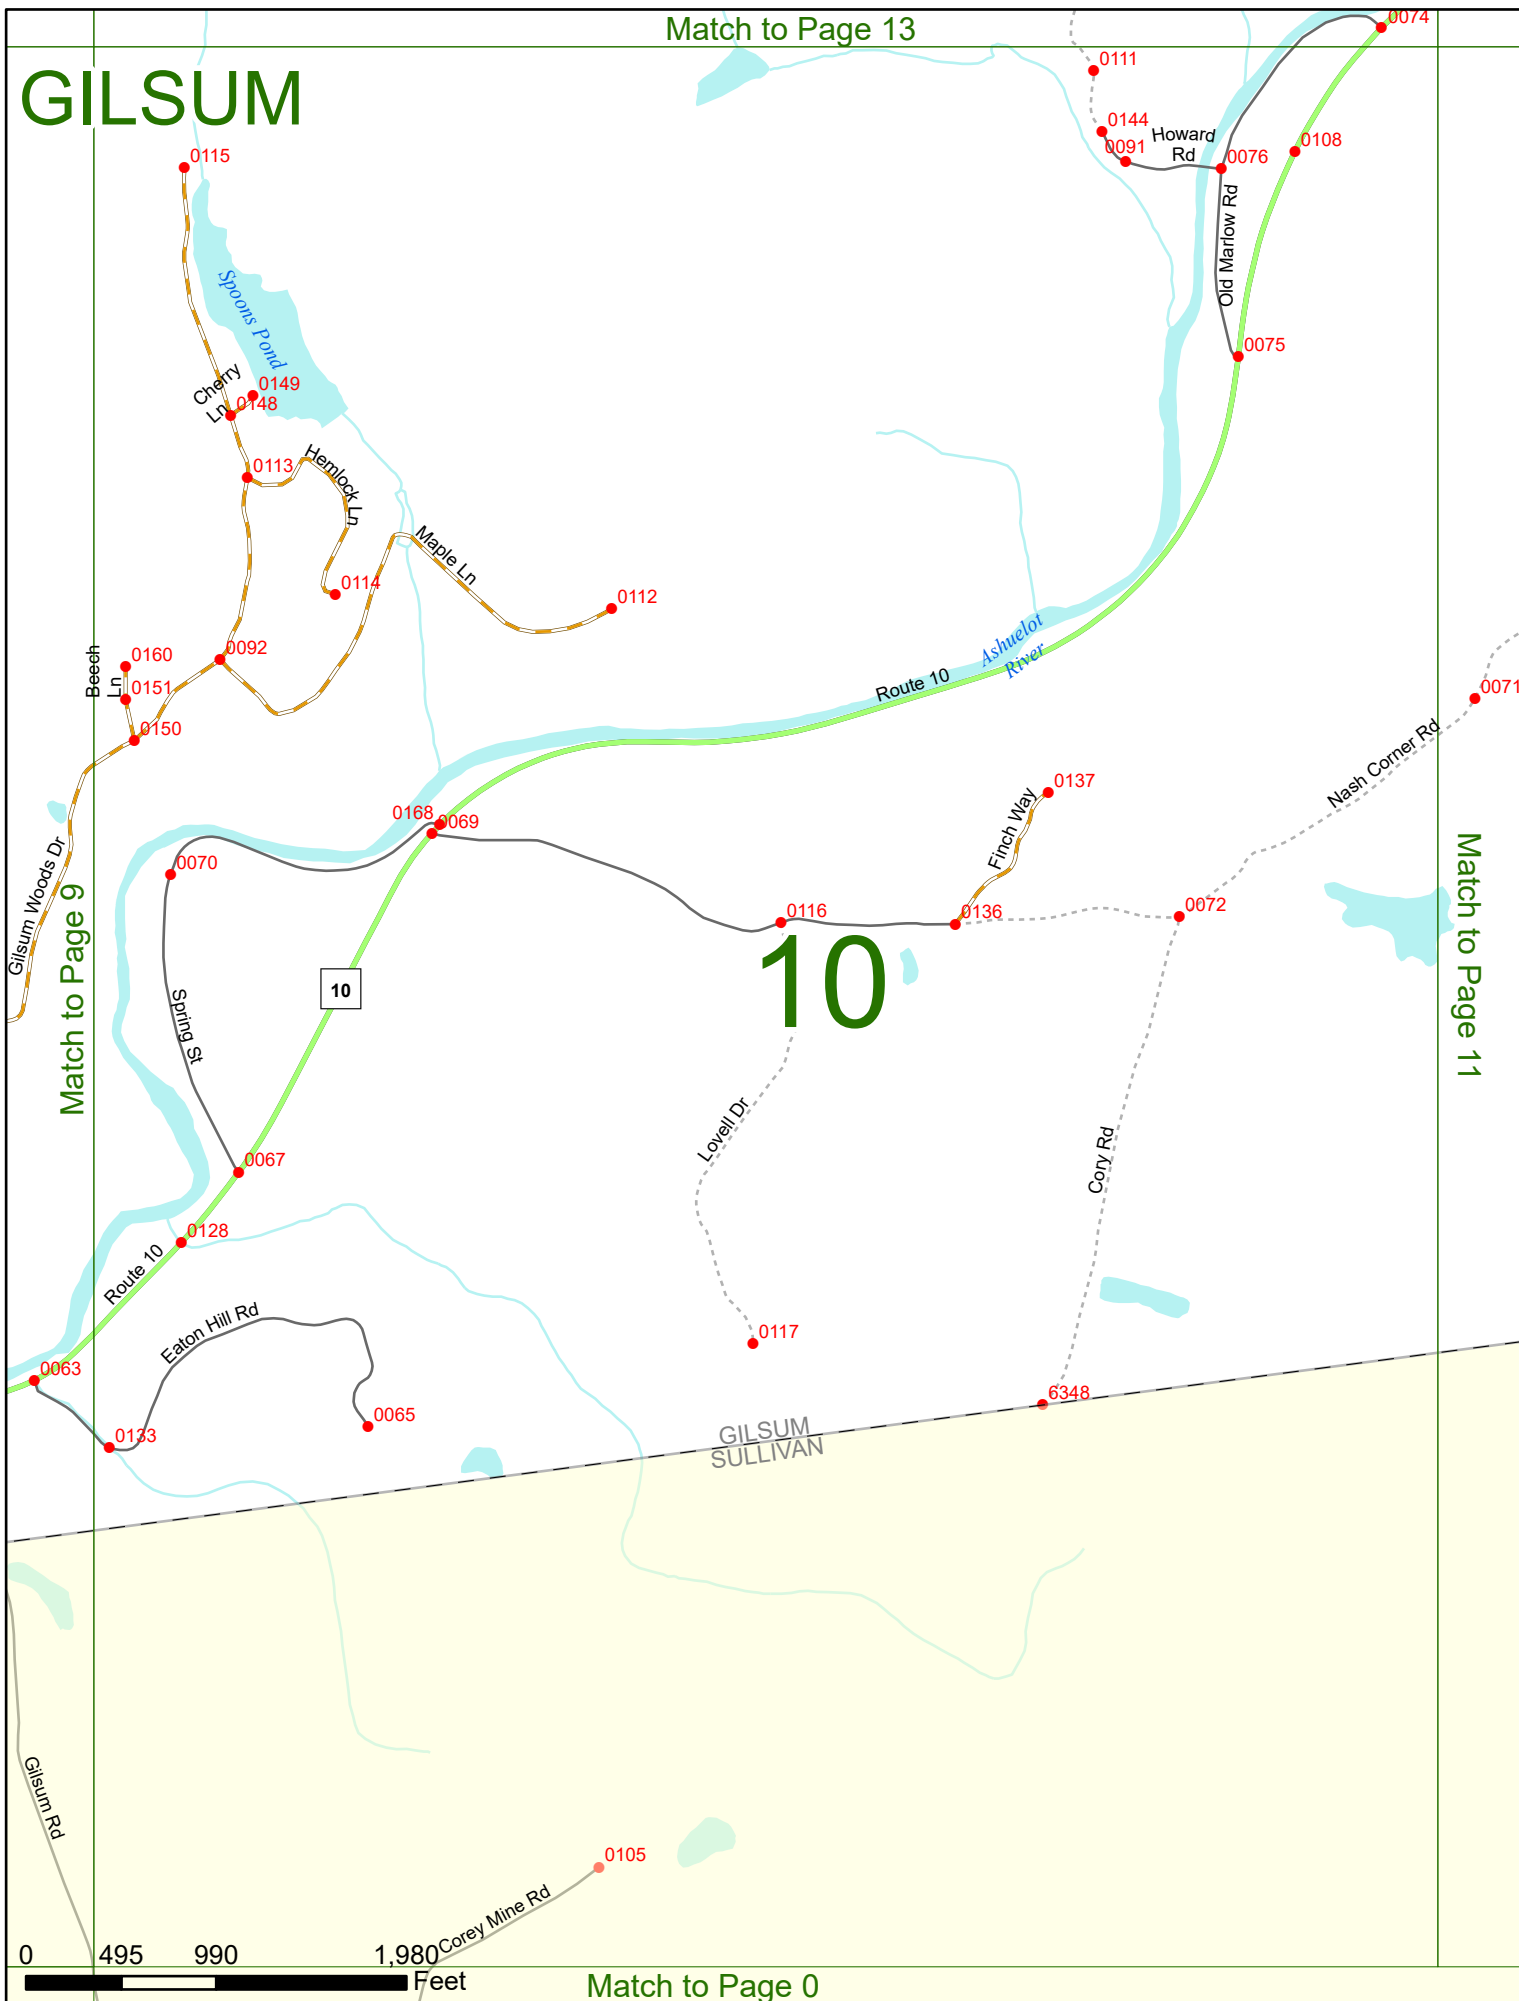 Match to Page 13
0074
GILSUM
0111
0144
0091
Howard
Rd
0076
0108
0115
Old Marlow Rd
Spoons Pond
0075
Cherry
Ln
0149
0148
0113
Hemlock Ln
Maple Ln
0114
0112
Ashuelot
River
Beech
Ln
0160
0092
0151
Route 10
0071
0150
Nash Corner Rd
0137
0168
0069
Finch Way
Gilsum Woods Dr
0070
Match to Page 9
Match to Page 11
0116
0136
0072
10
10
Spring St
Lovell Dr
Cory Rd
0067
0128
Route 10
Eaton Hill Rd
0117
0063
6348
0065
0133
GILSUM
SULLIVAN
Gilsum Rd
0105
Corey Mine Rd
0 495 990 1,980
Feet
Match to Page 0